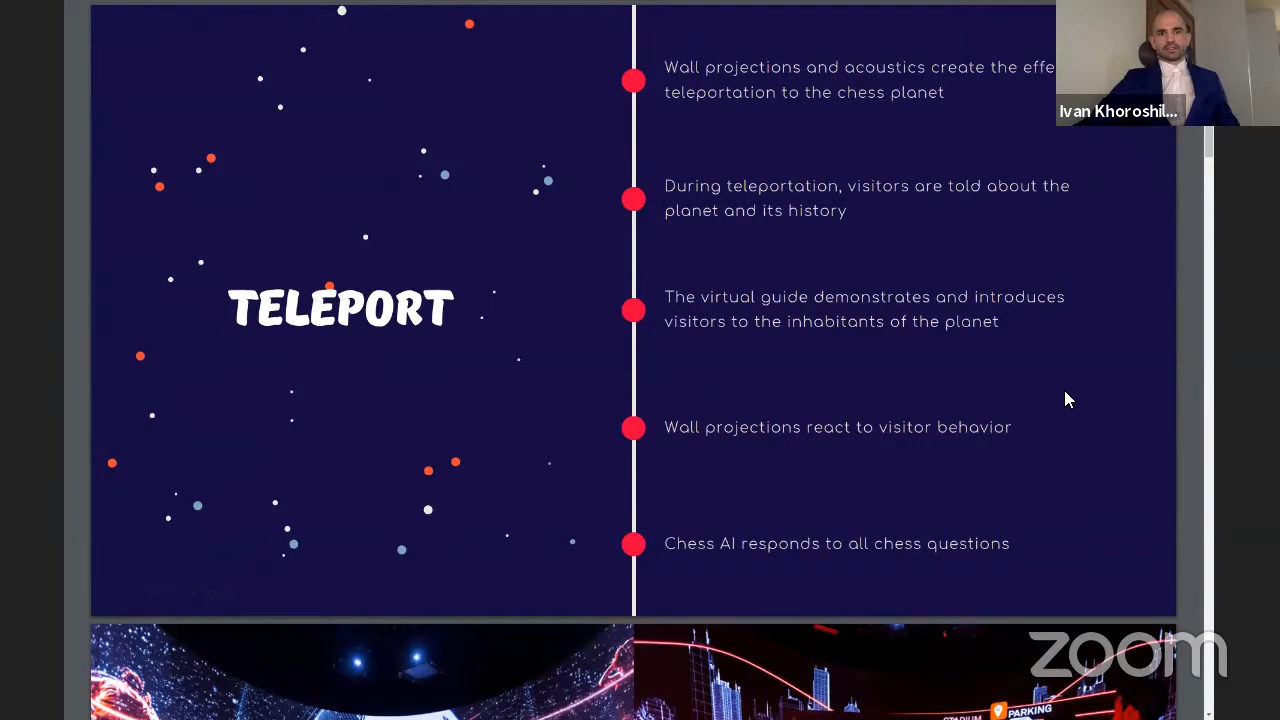 Wall projections and acoustics create the effe
teleportation to the chess planet
Ivan Khoroshil...
During teleportation, visitors are told about the
planet and its history
TELEPORT
The virtual guide demonstrates and introduces
visitors to the inhabitants of the planet
Wall projections react to visitor behavior
Chess AI responds to all chess questions
zoom
STADIUM
PARKING